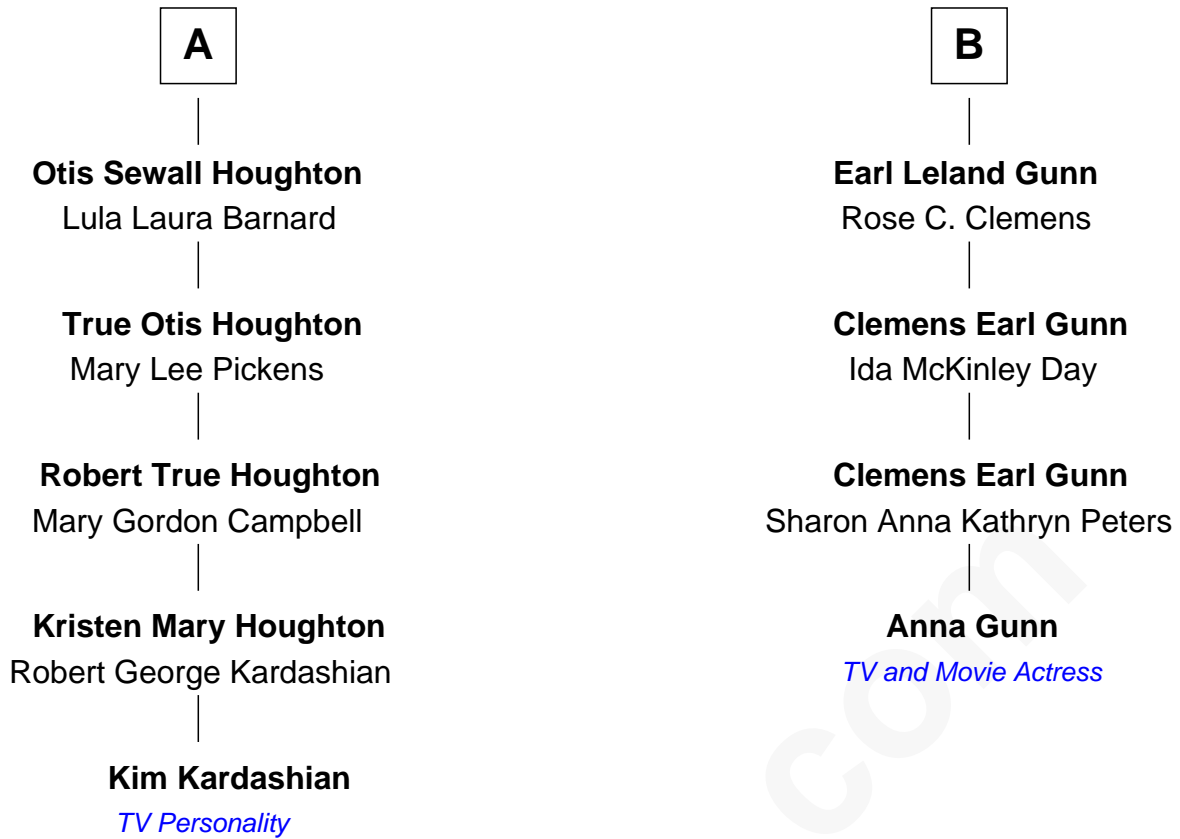 A
Otis Sewall Houghton
Lula Laura Barnard
True Otis Houghton
Mary Lee Pickens
Robert True Houghton
Mary Gordon Campbell
Kristen Mary Houghton
Robert George Kardashian
Kim Kardashian
TV Personality
B
Earl Leland Gunn
Rose C. Clemens
Clemens Earl Gunn
Ida McKinley Day
Clemens Earl Gunn
Sharon Anna Kathryn Peters
Anna Gunn
TV and Movie Actress
com